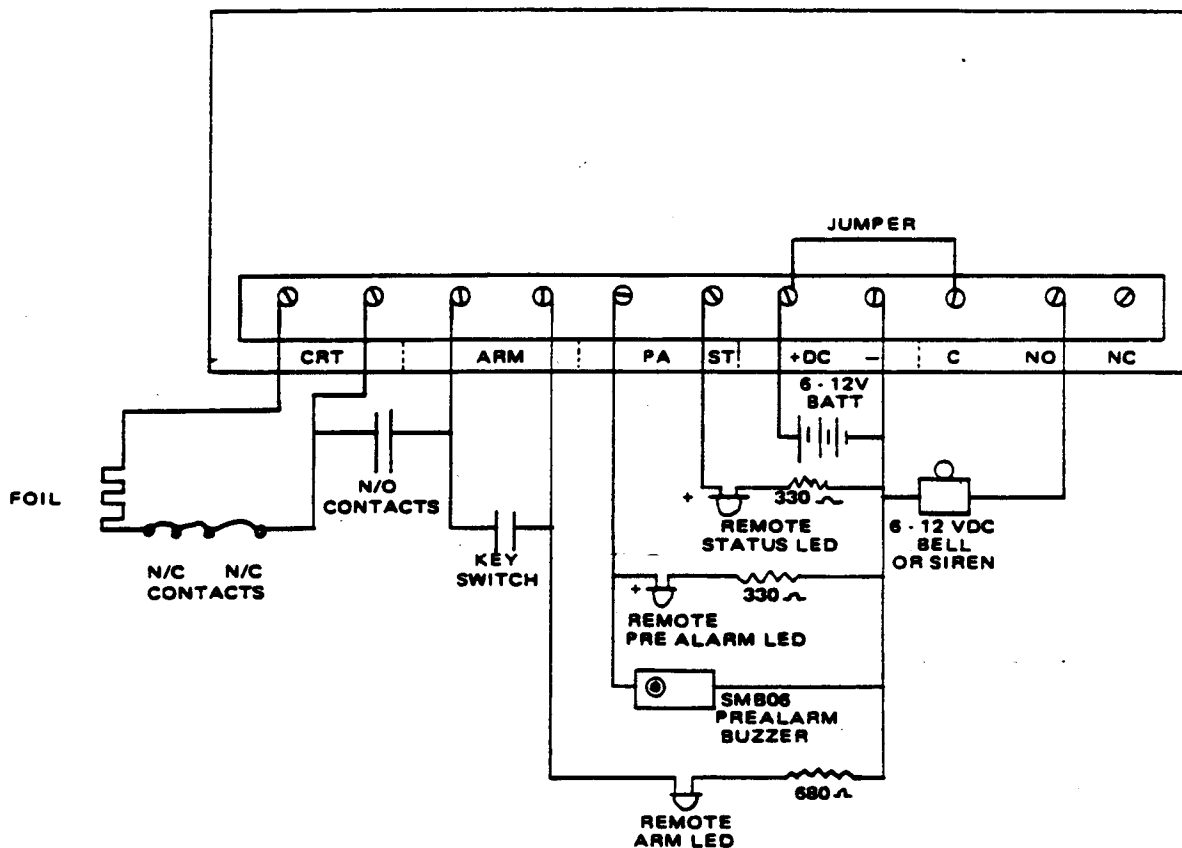 JUMPER
CRT ARM PA ST +DC - C NO NC
6 - 12V
BATT
FOIL
N/O
CONTACTS
N/C N/C
CONTACTS
KEY
SWITCH
+
330 Ω
REMOTE
STATUS LED
6 - 12 VDC
BELL
OR SIREN
+
330 Ω
REMOTE
PRE ALARM LED
SMB06
PREALARM
BUZZER
680 Ω
REMOTE
ARM LED